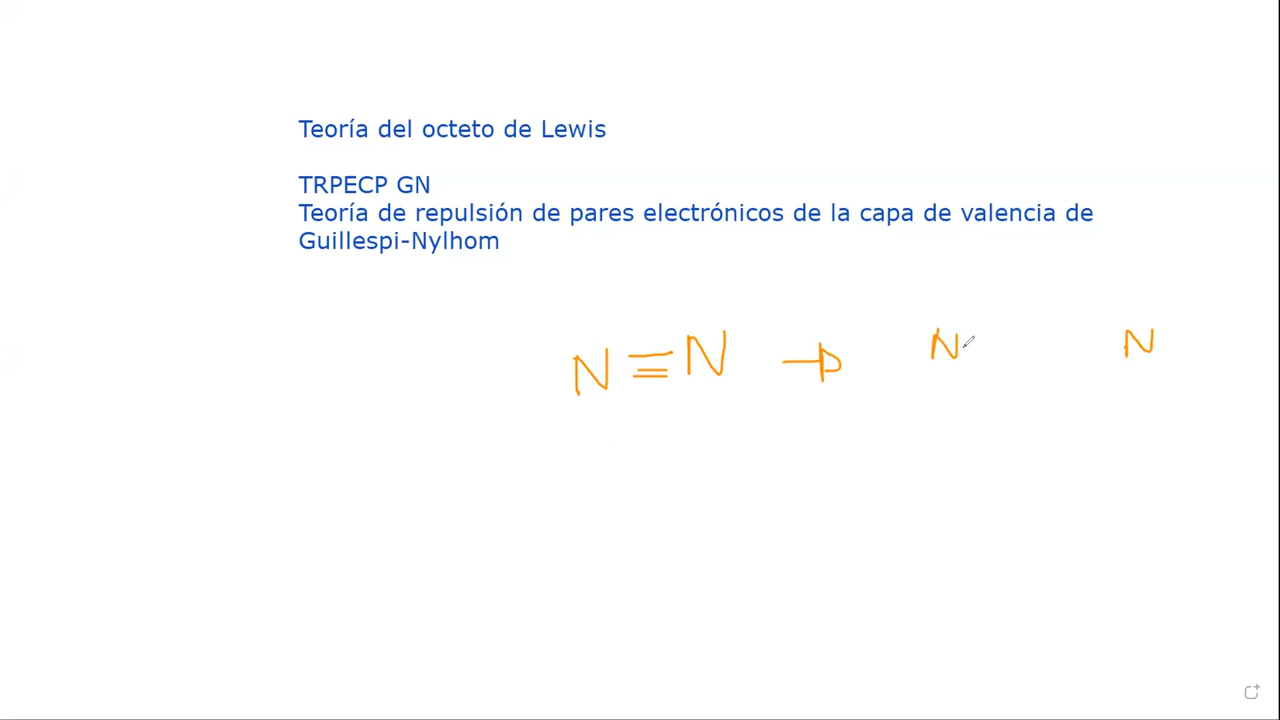 Teoría del octeto de Lewis
TRPECP GN
Teoría de repulsión de pares electrónicos de la capa de valencia de
Guillespi-Nylhom
N ≡ N → N N